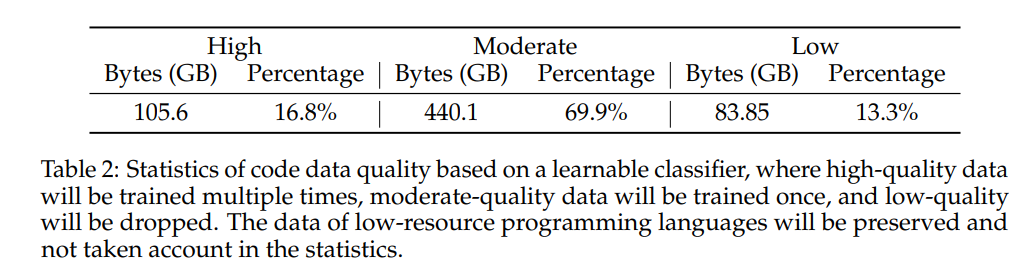 High Moderate Low
Bytes (GB) Percentage Bytes (GB) Percentage Bytes (GB) Percentage
105.6 16.8% 440.1 69.9% 83.85 13.3%
Table 2: Statistics of code data quality based on a learnable classifier, where high-quality data
will be trained multiple times, moderate-quality data will be trained once, and low-quality
will be dropped. The data of low-resource programming languages will be preserved and
not taken account in the statistics.